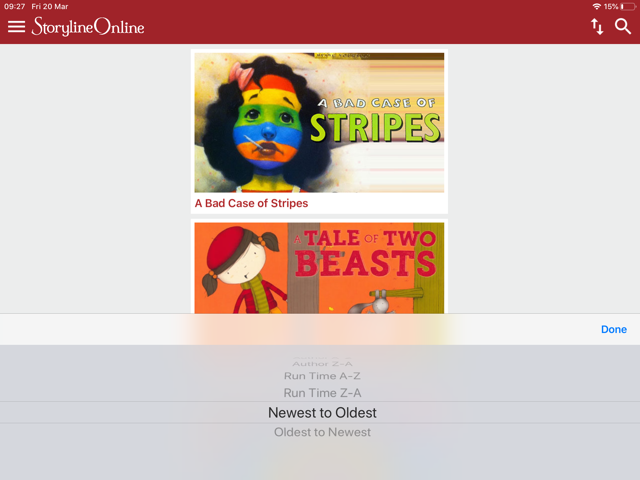 09:27 Fri 20 Mar 15%
StorylineOnline
A BAD CASE OF
STRIPES
A Bad Case of Stripes
A TALE OF TWO
BEASTS
Done
Author Z-A
Run Time A-Z
Run Time Z-A
Newest to Oldest
Oldest to Newest